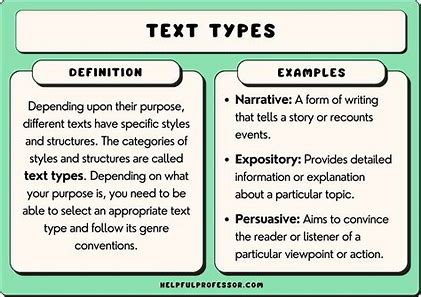 TEXT TYPES
DEFINITION
Depending upon their purpose,
different texts have specific styles
and structures. The categories of
styles and structures are called
text types. Depending on what
your purpose is, you need to be
able to select an appropriate text
type and follow its genre
conventions.
EXAMPLES
• Narrative: A form of writing
that tells a story or recounts
events.
• Expository: Provides detailed
information or explanation
about a particular topic.
• Persuasive: Aims to convince
the reader or listener of a
particular viewpoint or action.
HELPFULPROFESSOR.COM